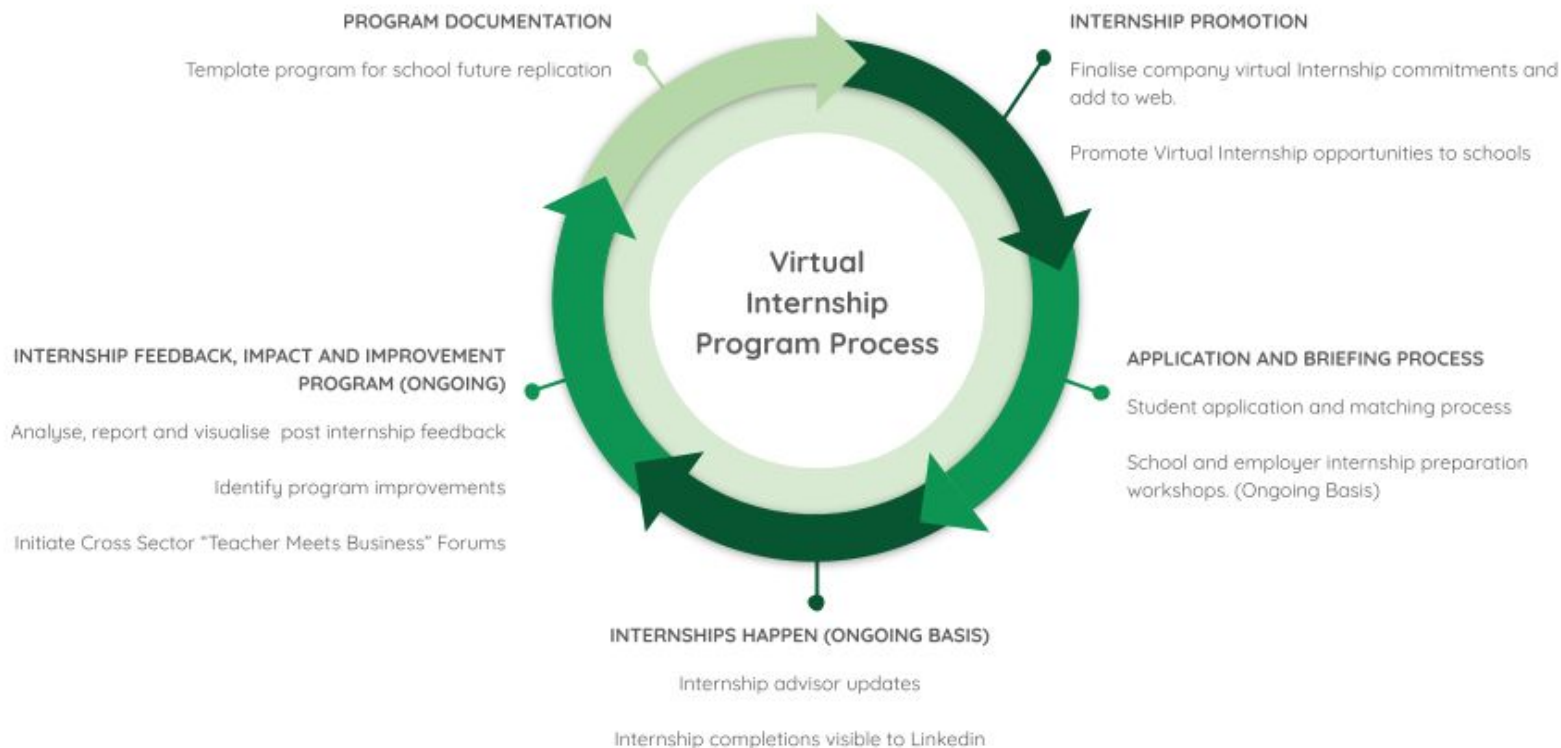 PROGRAM DOCUMENTATION
Template program for school future replication
INTERNSHIP PROMOTION
Finalise company virtual Internship commitments and
add to web.
Promote Virtual Internship opportunities to schools
Virtual
Internship
Program Process
APPLICATION AND BRIEFING PROCESS
Student application and matching process
School and employer internship preparation
workshops. (Ongoing Basis)
INTERNSHIPS HAPPEN (ONGOING BASIS)
Internship advisor updates
Internship completions visible to Linkedin
INTERNSHIP FEEDBACK, IMPACT AND IMPROVEMENT
PROGRAM (ONGOING)
Analyse, report and visualise post internship feedback
Identify program improvements
Initiate Cross Sector “Teacher Meets Business” Forums